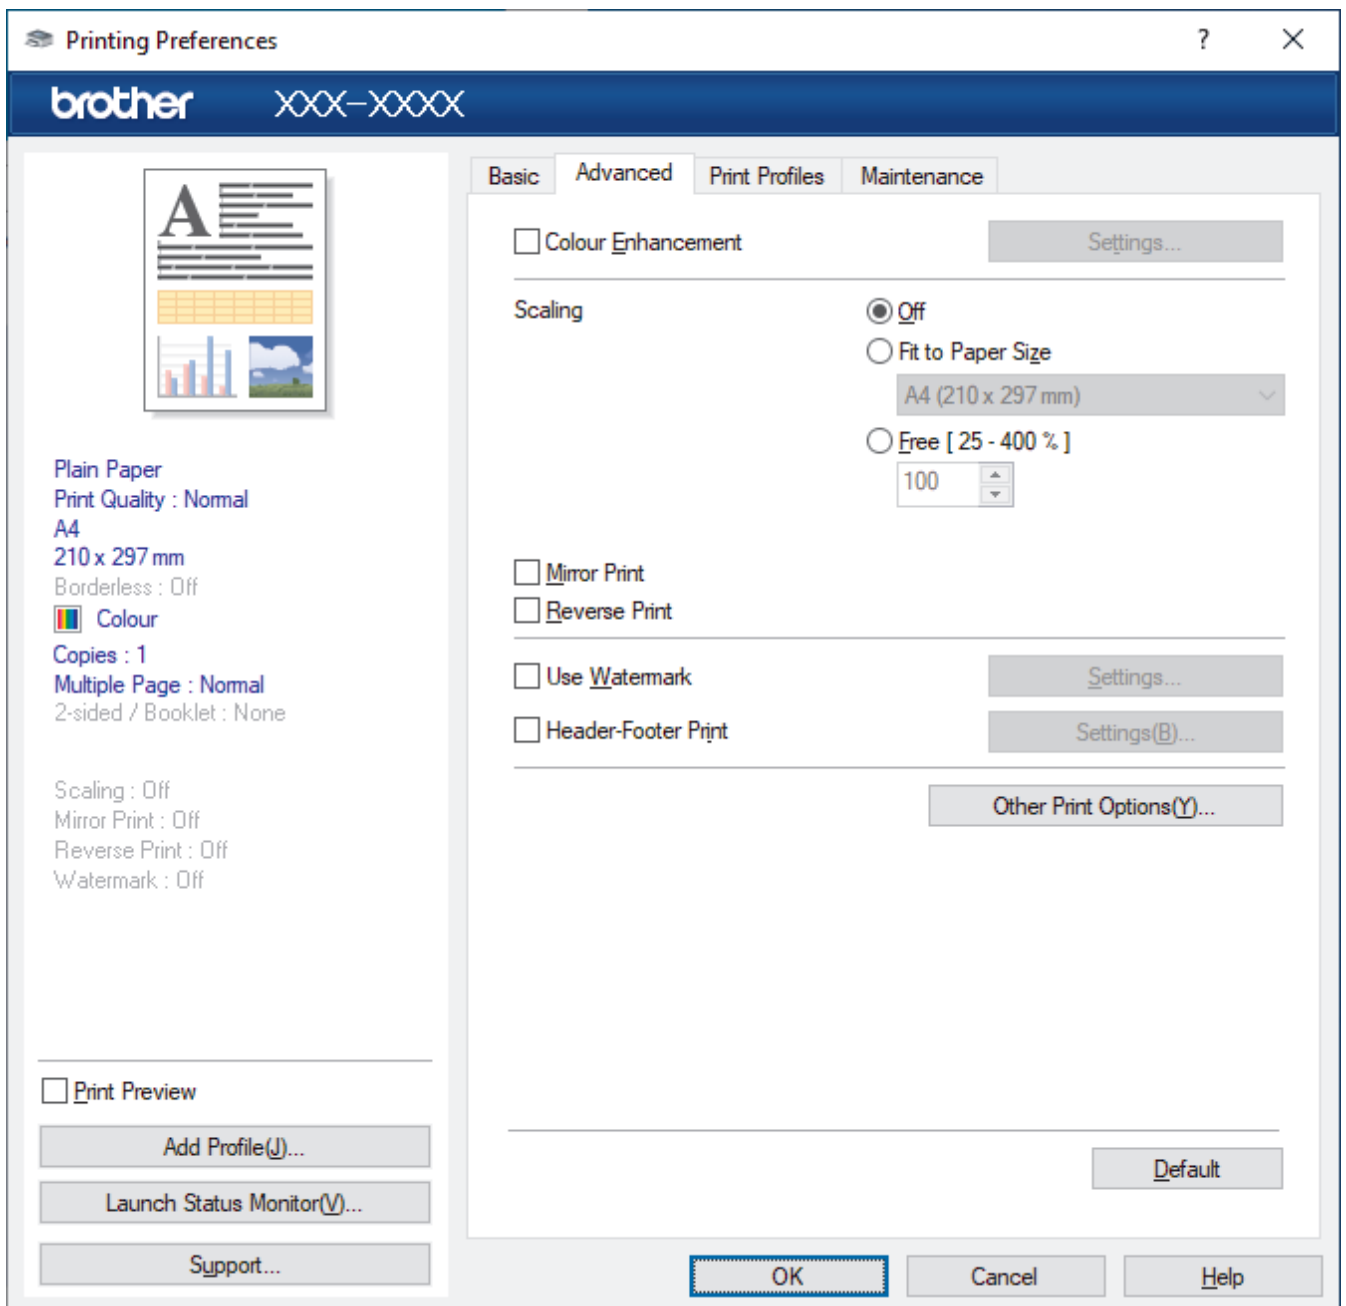 Printing Preferences
brother XXX-XXXX
A
Plain Paper
Print Quality : Normal
A4
210 x 297 mm
Borderless : Off
Colour
Copies : 1
Multiple Page : Normal
2-sided / Booklet : None
Scaling : Off
Mirror Print : Off
Reverse Print : Off
Watermark : Off
Print Preview
Add Profile(J)...
Launch Status Monitor(V)...
Support...
Basic Advanced Print Profiles Maintenance
Colour Enhancement Settings...
Scaling Off
Fit to Paper Size
A4 (210 x 297 mm)
Free [ 25 - 400 % ]
100
Mirror Print
Reverse Print
Use Watermark Settings...
Header-Footer Print Settings(B)...
Other Print Options(Y)...
Default
OK Cancel Help